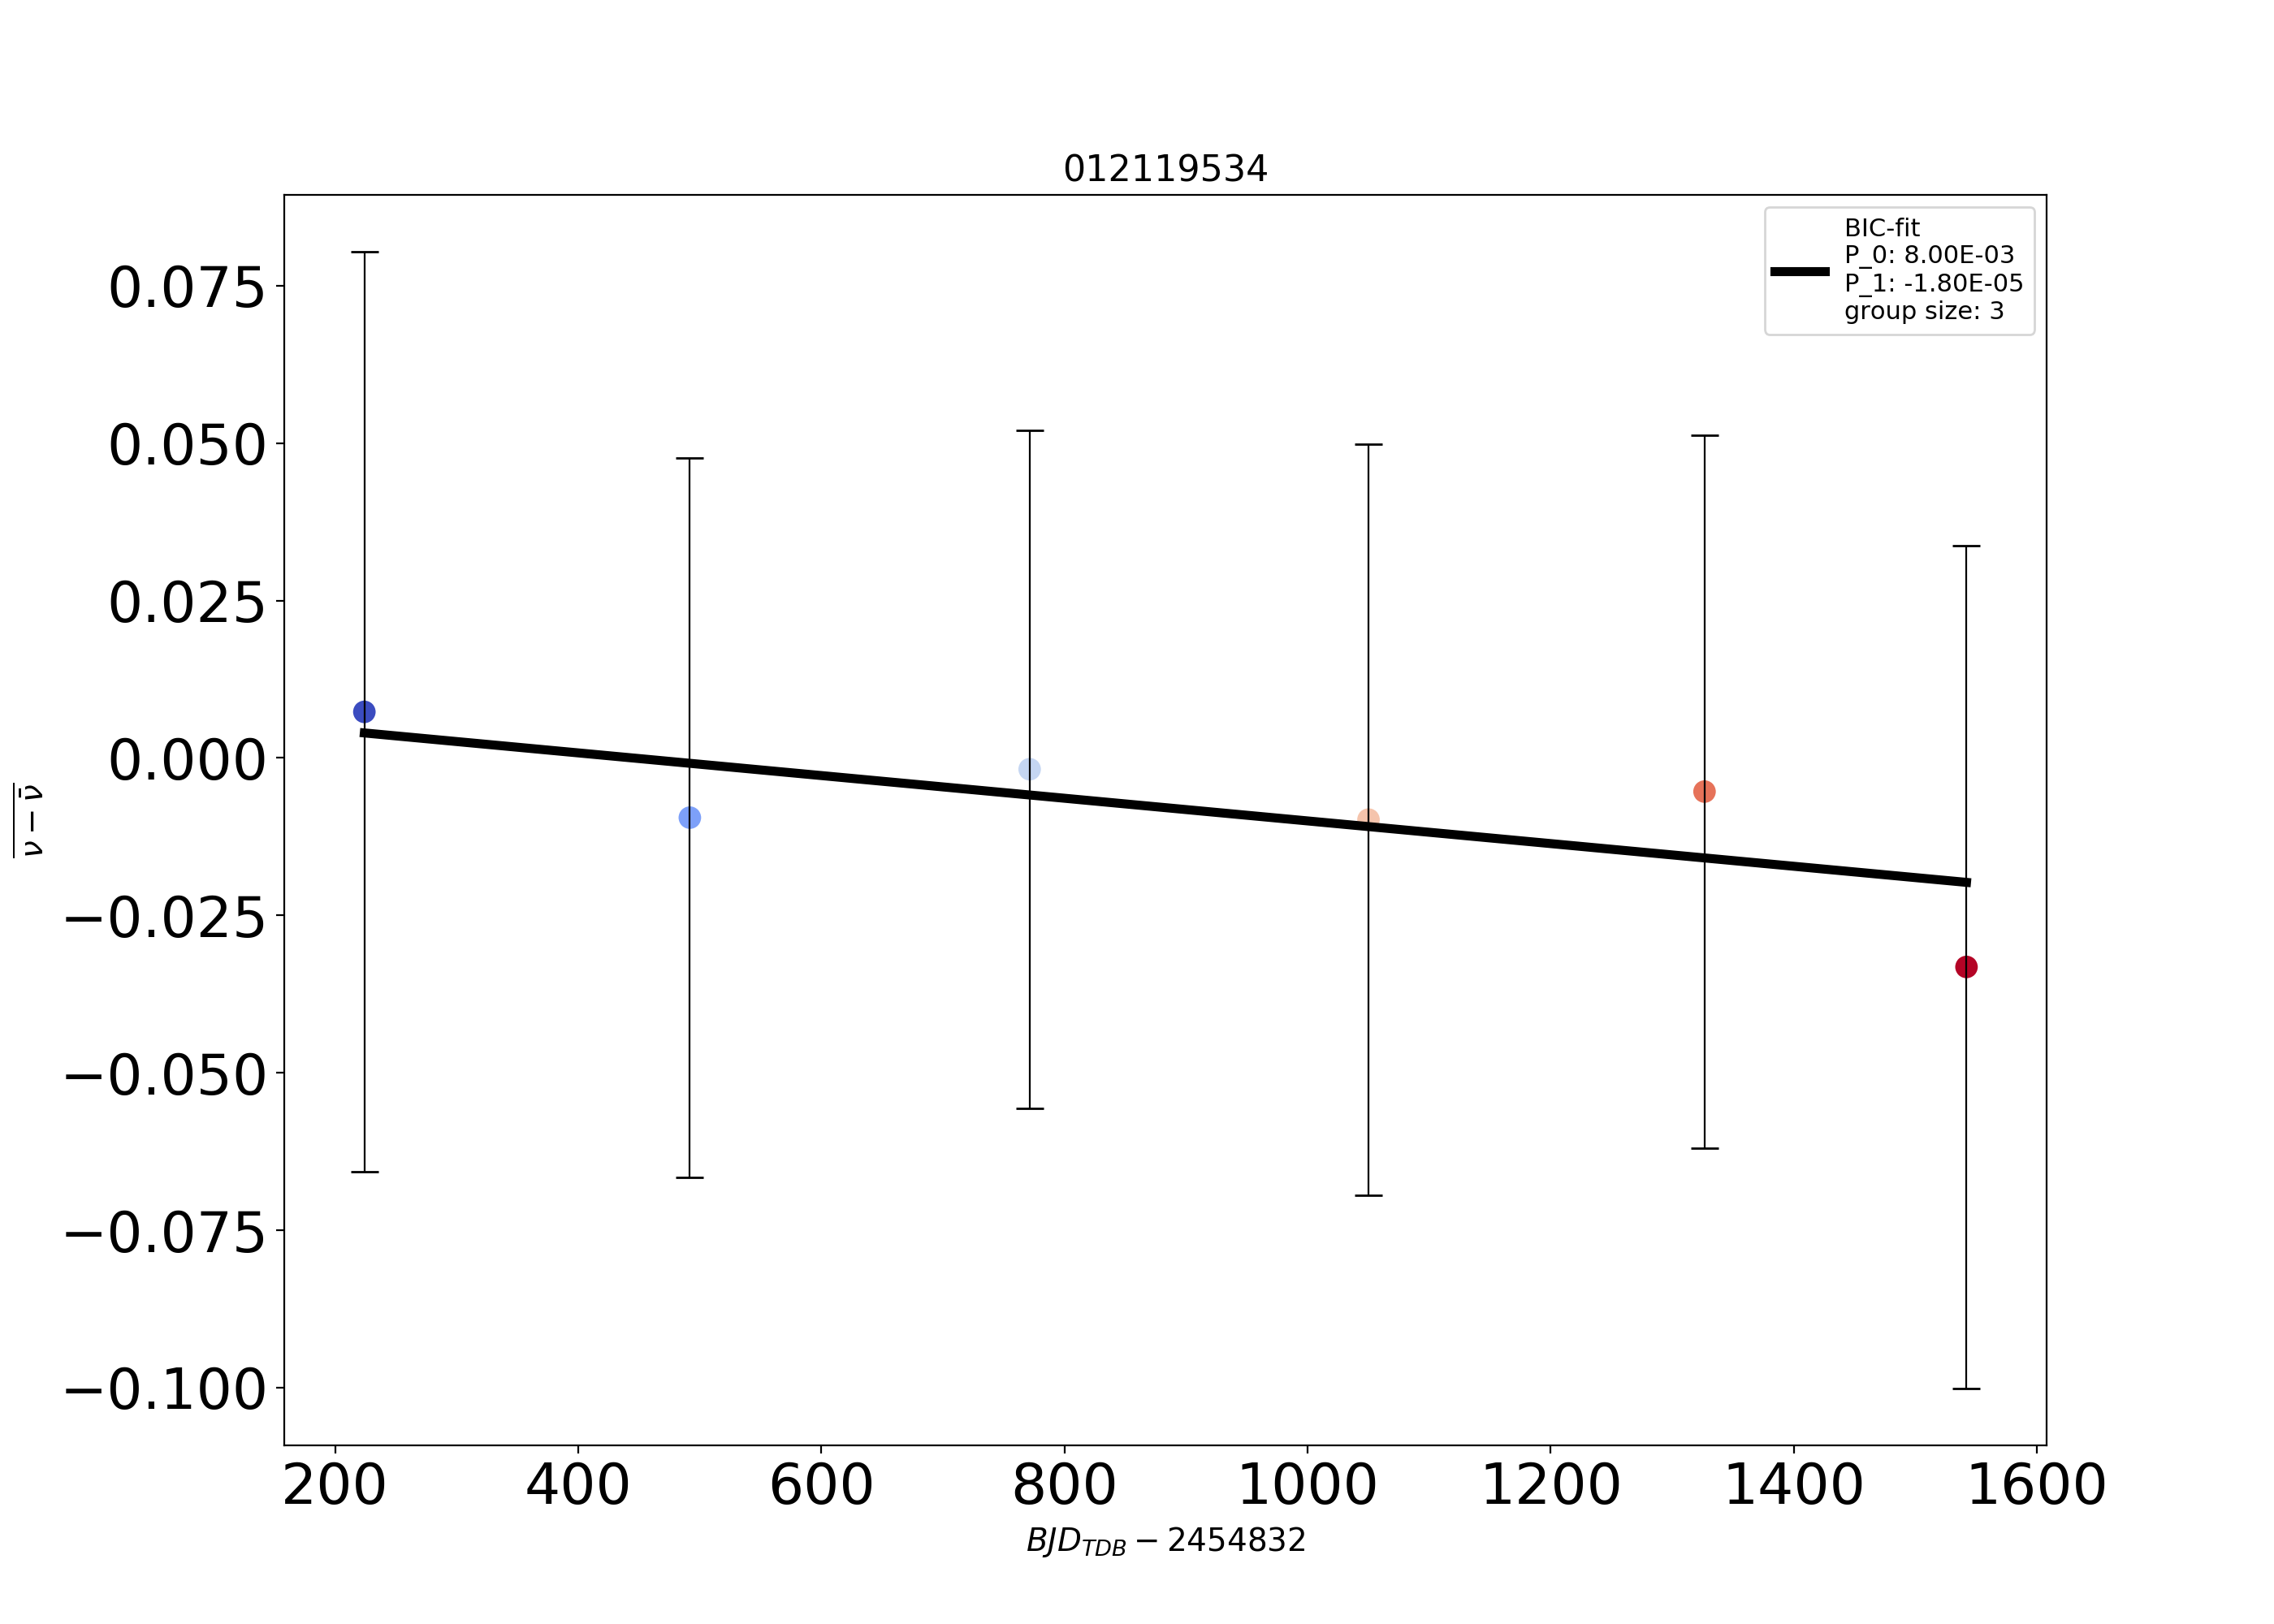 012119534
BIC-fit
P_0: 8.00E-03
P_1: -1.80E-05
group size: 3
0.075
0.050
0.025
0.000
−0.025
−0.050
−0.075
−0.100
ν − ν̄
200 400 600 800 1000 1200 1400 1600
BJD_TDB − 2454832